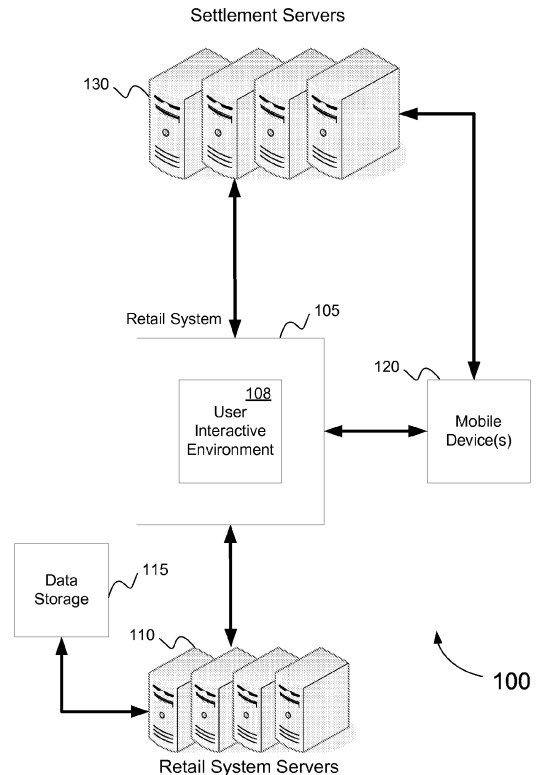 Settlement Servers
130
Retail System
105
120
108
User
Interactive
Environment
Mobile
Device(s)
Data
Storage
115
110
100
Retail System Servers